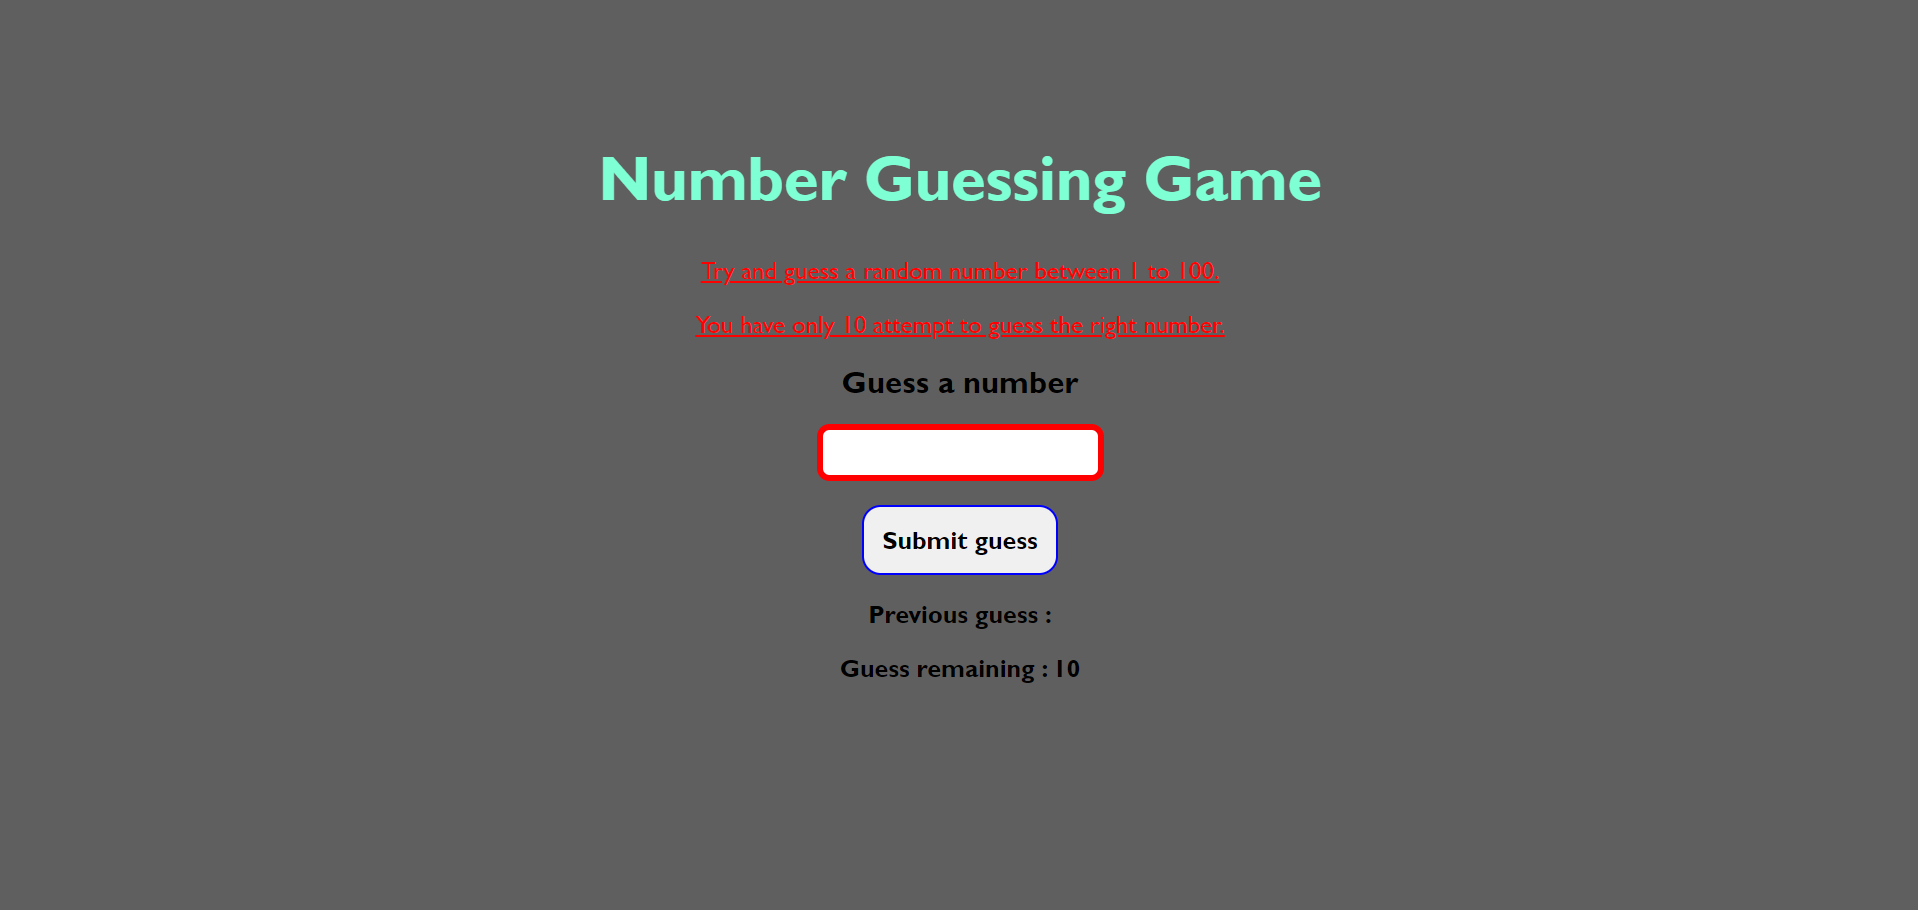 Number Guessing Game
Try and guess a random number between 1 to 100.
You have only 10 attempt to guess the right number.
Guess a number
Submit guess
Previous guess :
Guess remaining : 10